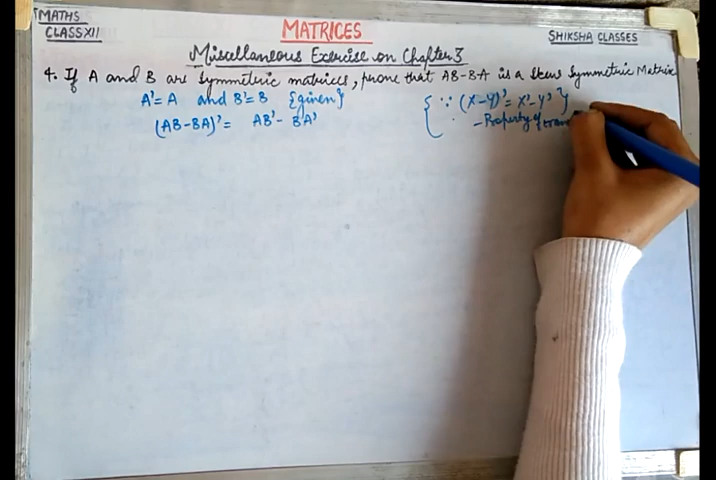 MATHS
CLASS XII
MATRICES
SHIKSHA CLASSES
Miscellaneous Exercise on Chapter 3
4. If A and B are symmetric matrices, prove that AB-BA is a Skew Symmetric Matrix
A'=A and B'=B {given}
{∵ (X-Y)'=X'-Y'}
(AB-BA)'= AB'- BA'
-Property of